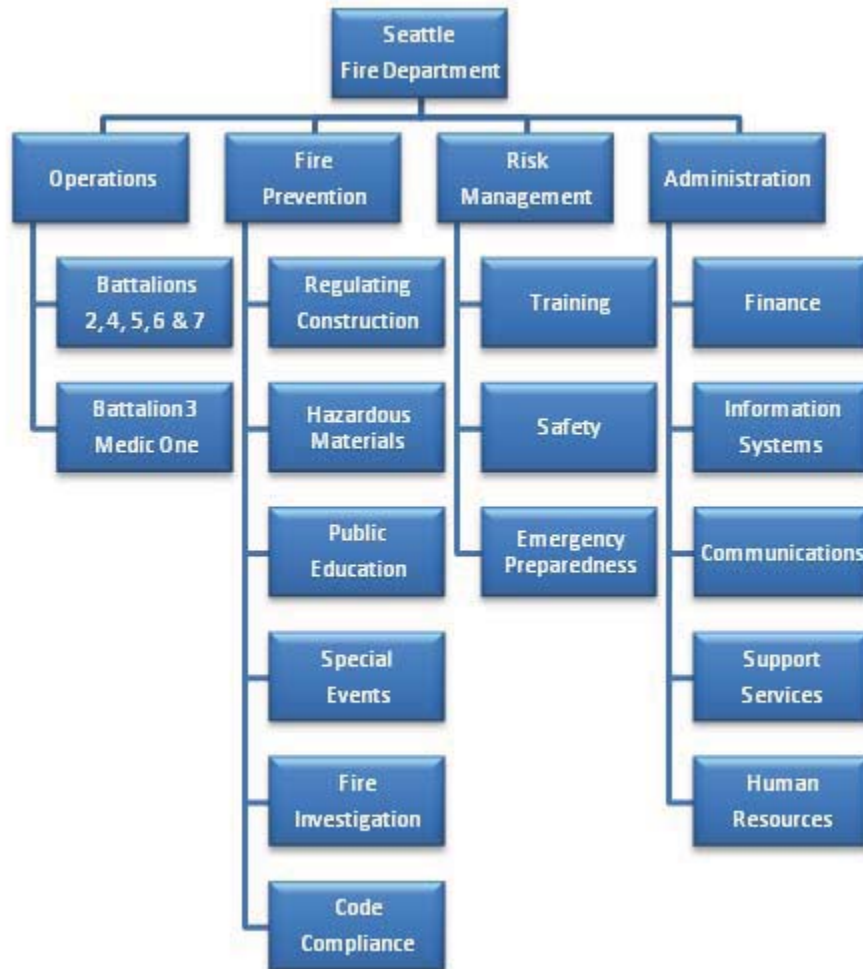 Seattle
Fire Department
Operations
Fire
Prevention
Risk
Management
Administration
Battalions
2, 4, 5, 6 & 7
Battalion 3
Medic One
Regulating
Construction
Hazardous
Materials
Public
Education
Special
Events
Fire
Investigation
Code
Compliance
Training
Safety
Emergency
Preparedness
Finance
Information
Systems
Communications
Support
Services
Human
Resources